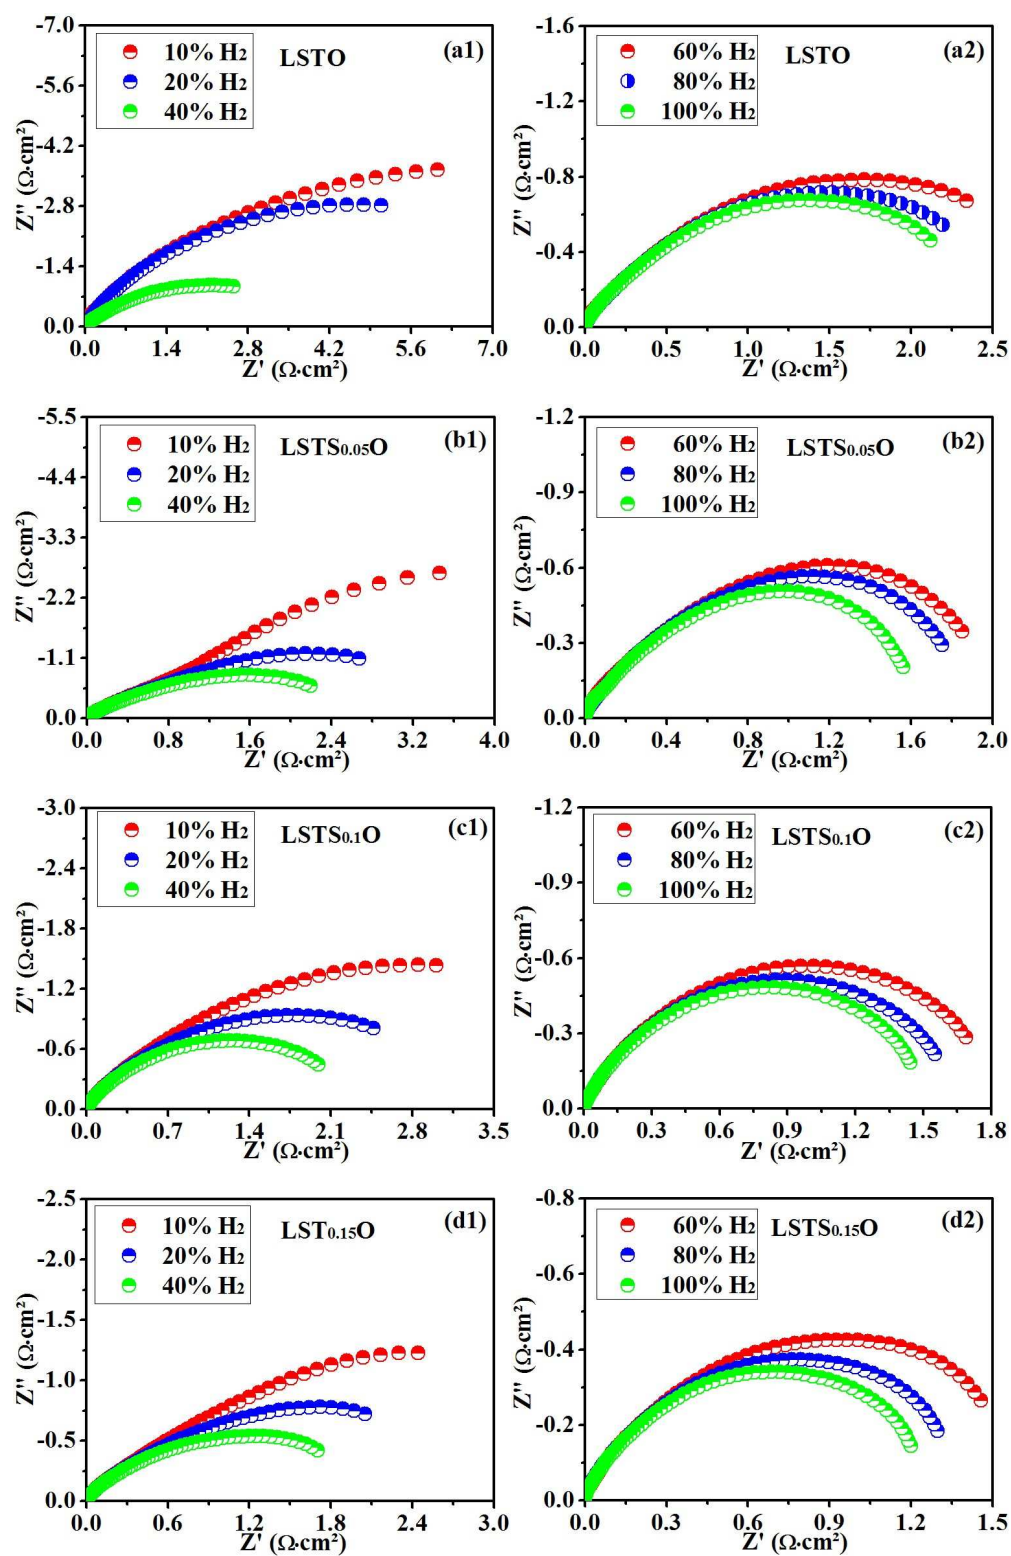 (a1)
LSTO
10% H₂
20% H₂
40% H₂
-7.0
-5.6
-4.2
-2.8
-1.4
0.0
Z'' (Ω·cm²)
0.0 1.4 2.8 4.2 5.6 7.0
Z' (Ω·cm²)
(a2)
LSTO
60% H₂
80% H₂
100% H₂
-1.6
-1.2
-0.8
-0.4
-0.0
Z'' (Ω·cm²)
0.0 0.5 1.0 1.5 2.0 2.5
Z' (Ω·cm²)
(b1)
LSTS₀.₀₅O
10% H₂
20% H₂
40% H₂
-5.5
-4.4
-3.3
-2.2
-1.1
0.0
Z'' (Ω·cm²)
0.0 0.8 1.6 2.4 3.2 4.0
Z' (Ω·cm²)
(b2)
LSTS₀.₀₅O
60% H₂
80% H₂
100% H₂
-1.2
-0.9
-0.6
-0.3
-0.0
Z'' (Ω·cm²)
0.0 0.4 0.8 1.2 1.6 2.0
Z' (Ω·cm²)
(c1)
LSTS₀.₁O
10% H₂
20% H₂
40% H₂
-3.0
-2.4
-1.8
-1.2
-0.6
0.0
Z'' (Ω·cm²)
0.0 0.7 1.4 2.1 2.8 3.5
Z' (Ω·cm²)
(c2)
LSTS₀.₁O
60% H₂
80% H₂
100% H₂
-1.2
-0.9
-0.6
-0.3
-0.0
Z'' (Ω·cm²)
0.0 0.3 0.6 0.9 1.2 1.5 1.8
Z' (Ω·cm²)
(d1)
LST₀.₁₅O
10% H₂
20% H₂
40% H₂
-2.5
-2.0
-1.5
-1.0
-0.5
0.0
Z'' (Ω·cm²)
0.0 0.6 1.2 1.8 2.4 3.0
Z' (Ω·cm²)
(d2)
LSTS₀.₁₅O
60% H₂
80% H₂
100% H₂
-0.8
-0.6
-0.4
-0.2
-0.0
Z'' (Ω·cm²)
0.0 0.3 0.6 0.9 1.2 1.5
Z' (Ω·cm²)